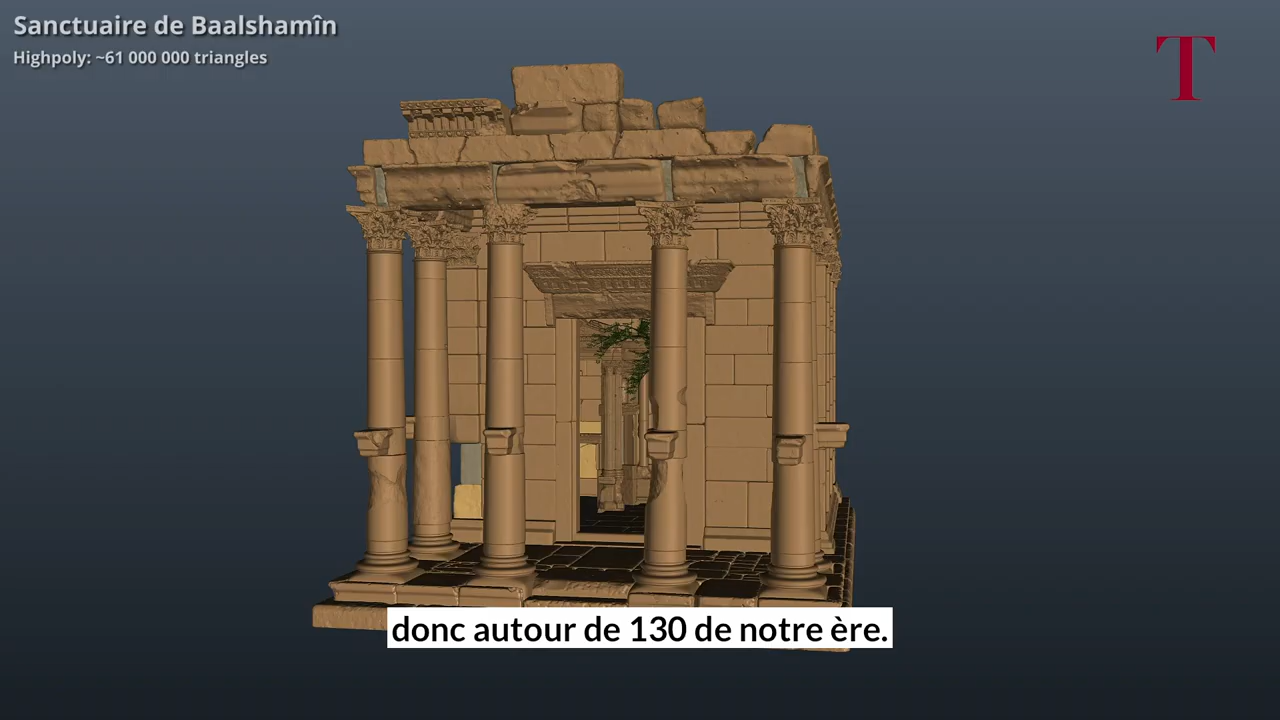 Sanctuaire de Baalshamîn
Highpoly: ~61 000 000 triangles
T
donc autour de 130 de notre ère.